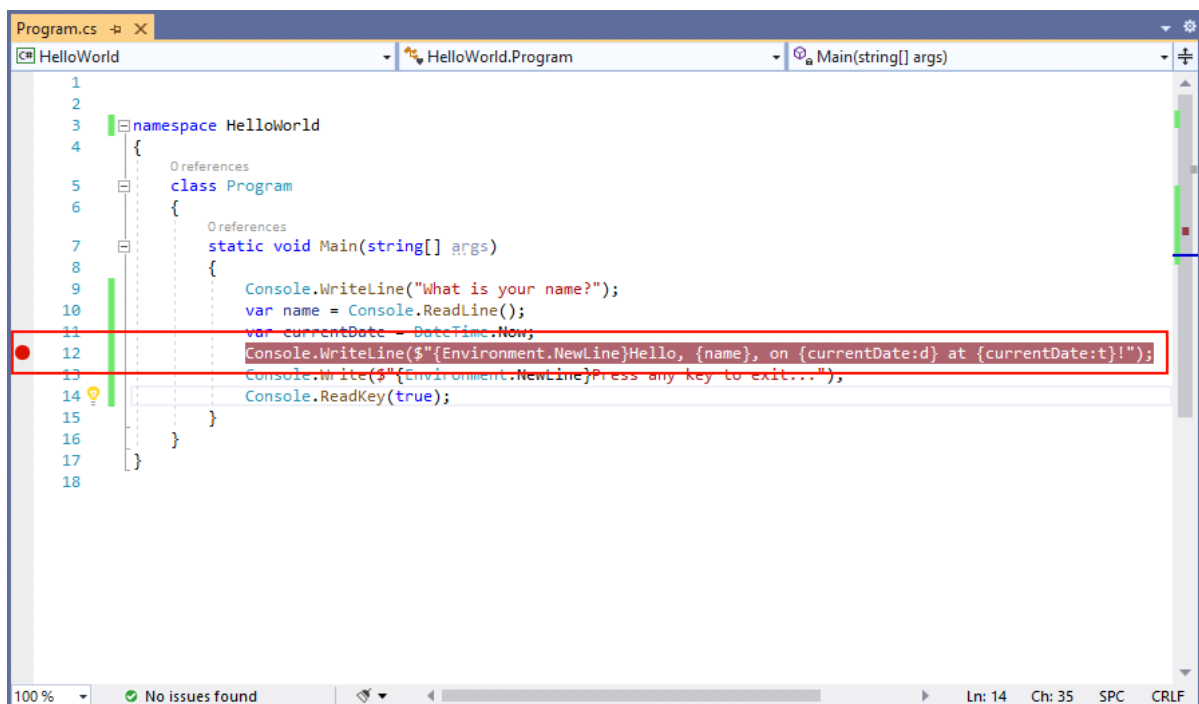 Program.cs
C# HelloWorld HelloWorld.Program Main(string[] args)
1
2
3 namespace HelloWorld
4 {
0 references
5 class Program
6 {
0 references
7 static void Main(string[] args)
8 {
9 Console.WriteLine("What is your name?");
10 var name = Console.ReadLine();
11 var currentDate = DateTime.Now;
12 Console.WriteLine($"{Environment.NewLine}Hello, {name}, on {currentDate:d} at {currentDate:t}!");
13 Console.Write($"{Environment.NewLine}Press any key to exit...");
14 Console.ReadKey(true);
15 }
16 }
17 }
18
100 % No issues found Ln: 14 Ch: 35 SPC CRLF